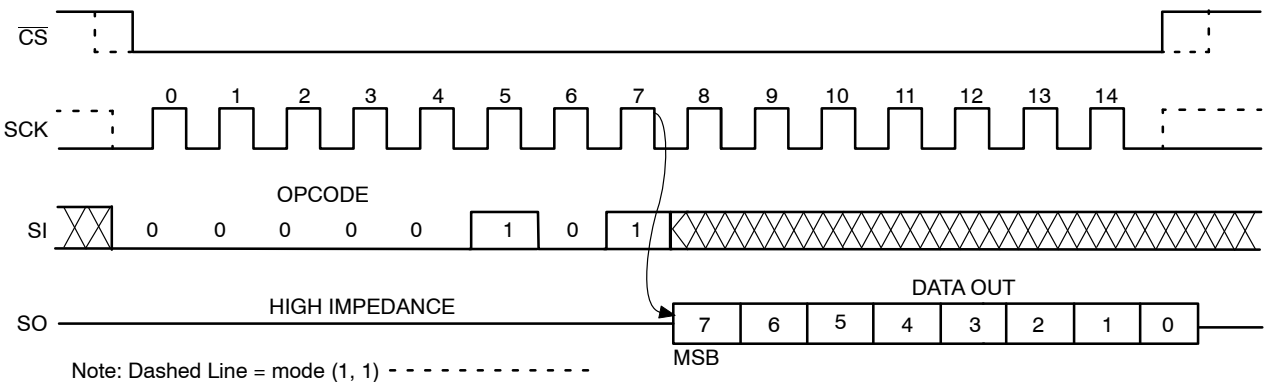 CS
SCK 0 1 2 3 4 5 6 7 8 9 10 11 12 13 14
OPCODE
SI 0 0 0 0 0 1 0 1
DATA OUT
HIGH IMPEDANCE
SO 7 6 5 4 3 2 1 0
MSB
Note: Dashed Line = mode (1, 1)